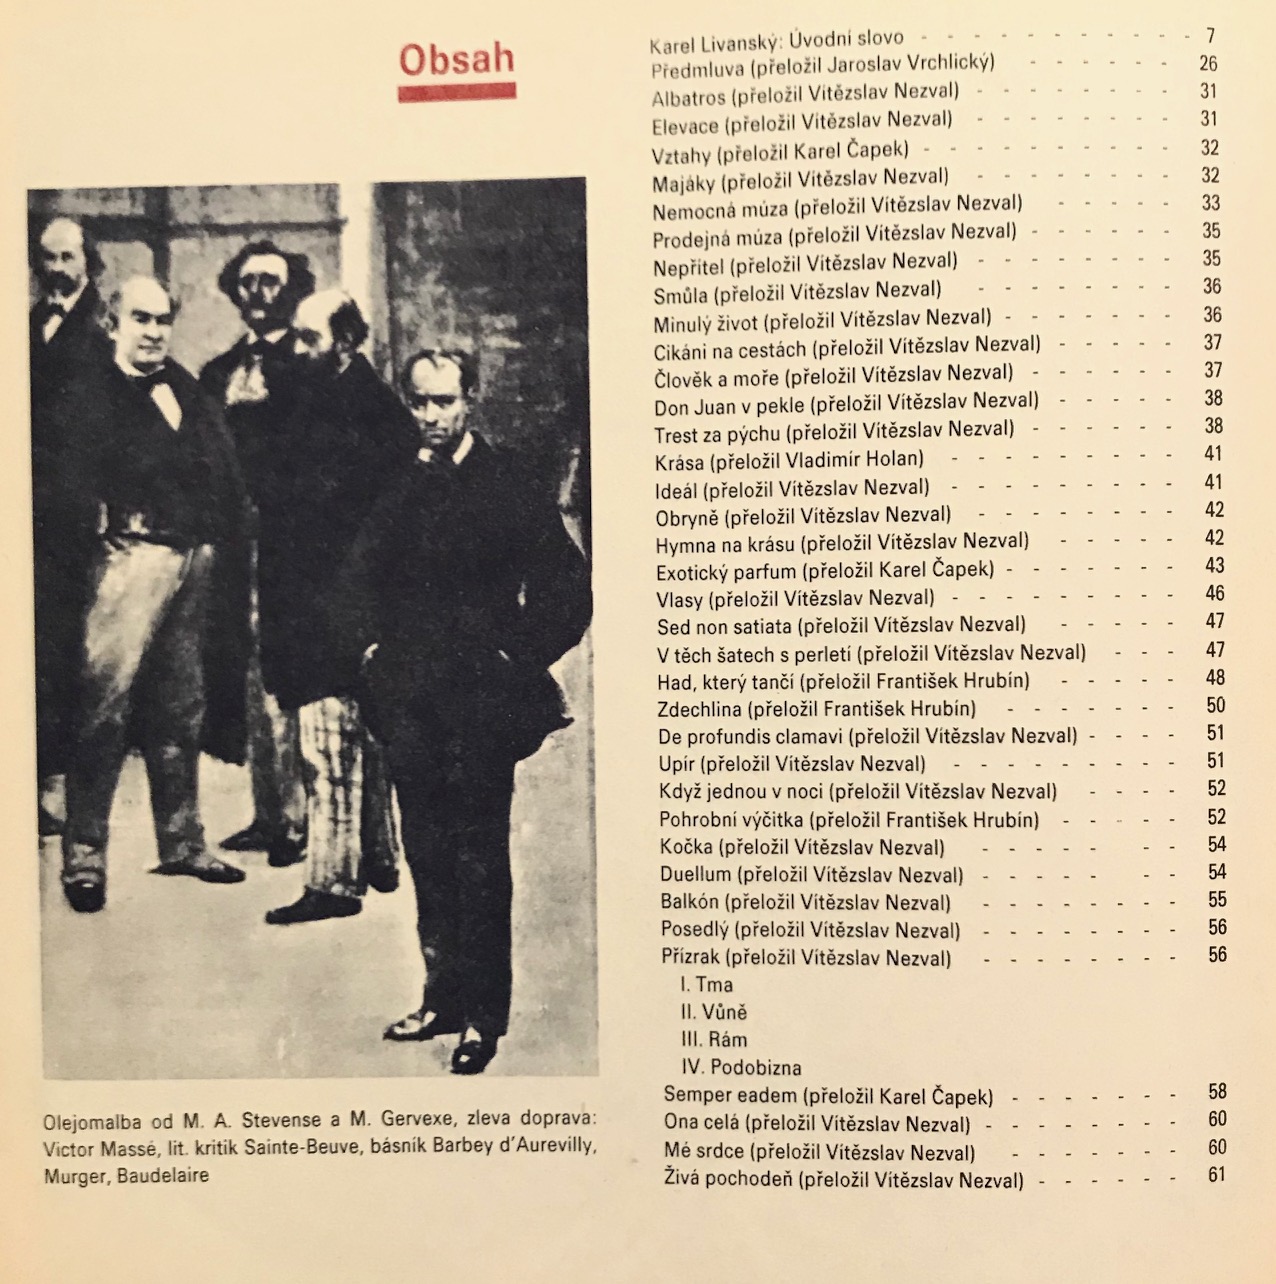 Obsah
Olejomalba od M. A. Stevense a M. Gervexe, zleva doprava:
Victor Massé, lit. kritik Sainte-Beuve, básník Barbey d'Aurevilly,
Murger, Baudelaire
Karel Livanský: Úvodní slovo - - - - - - - - - - - 7
Předmluva (přeložil Jaroslav Vrchlický) - - - - - - 26
Albatros (přeložil Vítězslav Nezval) - - - - - - - - 31
Elevace (přeložil Vítězslav Nezval) - - - - - - - - 31
Vztahy (přeložil Karel Čapek) - - - - - - - - - - 32
Majáky (přeložil Vítězslav Nezval) - - - - - - - - 32
Nemocná múza (přeložil Vítězslav Nezval) - - - - - 33
Prodejná múza (přeložil Vítězslav Nezval) - - - - - - 35
Nepřítel (přeložil Vítězslav Nezval) - - - - - - - - 35
Smůla (přeložil Vítězslav Nezval) - - - - - - - - 36
Minulý život (přeložil Vítězslav Nezval) - - - - - - - 36
Cikáni na cestách (přeložil Vítězslav Nezval) - - - - - 37
Člověk a moře (přeložil Vítězslav Nezval) - - - - - - 37
Don Juan v pekle (přeložil Vítězslav Nezval) - - - - - 38
Trest za pýchu (přeložil Vítězslav Nezval) - - - - - - 38
Krása (přeložil Vladimír Holan) - - - - - - - - - 41
Ideál (přeložil Vítězslav Nezval) - - - - - - - - - 41
Obryně (přeložil Vítězslav Nezval) - - - - - - - - 42
Hymna na krásu (přeložil Vítězslav Nezval) - - - - - 42
Exotický parfum (přeložil Karel Čapek) - - - - - - - 43
Vlasy (přeložil Vítězslav Nezval) - - - - - - - - - 46
Sed non satiata (přeložil Vítězslav Nezval) - - - - - 47
V těch šatech s perletí (přeložil Vítězslav Nezval) - - - 47
Had, který tančí (přeložil František Hrubín) - - - - - 48
Zdechlina (přeložil František Hrubín) - - - - - - - 50
De profundis clamavi (přeložil Vítězslav Nezval) - - - - 51
Upír (přeložil Vítězslav Nezval) - - - - - - - - - 51
Když jednou v noci (přeložil Vítězslav Nezval) - - - - 52
Pohrobní výčitka (přeložil František Hrubín) - - - - - 52
Kočka (přeložil Vítězslav Nezval) - - - - - - - 54
Duellum (přeložil Vítězslav Nezval) - - - - - - - 54
Balkón (přeložil Vítězslav Nezval) - - - - - - - - 55
Posedlý (přeložil Vítězslav Nezval) - - - - - - - - 56
Přízrak (přeložil Vítězslav Nezval) - - - - - - - - 56
I. Tma
II. Vůně
III. Rám
IV. Podobizna
Semper eadem (přeložil Karel Čapek) - - - - - - - 58
Ona celá (přeložil Vítězslav Nezval) - - - - - - - - 60
Mé srdce (přeložil Vítězslav Nezval) - - - - - - - 60
Živá pochodeň (přeložil Vítězslav Nezval) - - - - - - 61